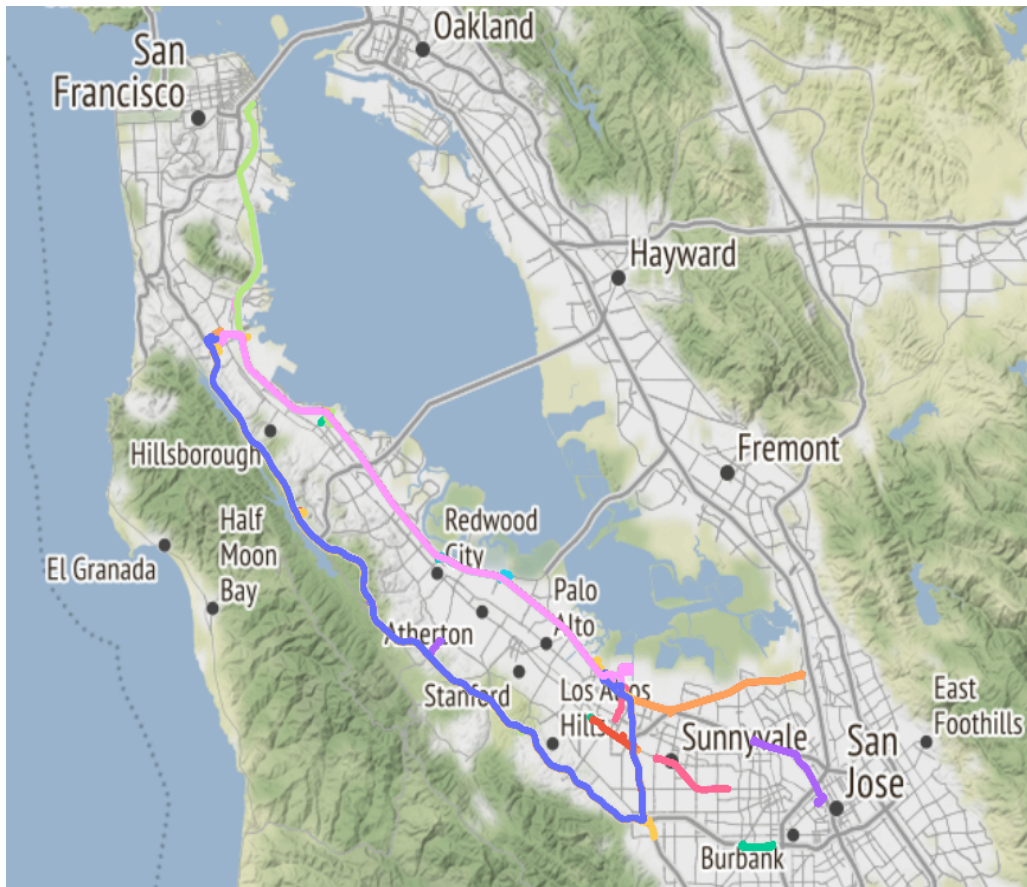 Oakland
San
Francisco
Hayward
Fremont
Hillsborough
Half
Moon
Bay
El Granada
Redwood
City
Palo
Alto
Atherton
Stanford
Los Altos
Hills
Sunnyvale
San
Jose
East
Foothills
Burbank